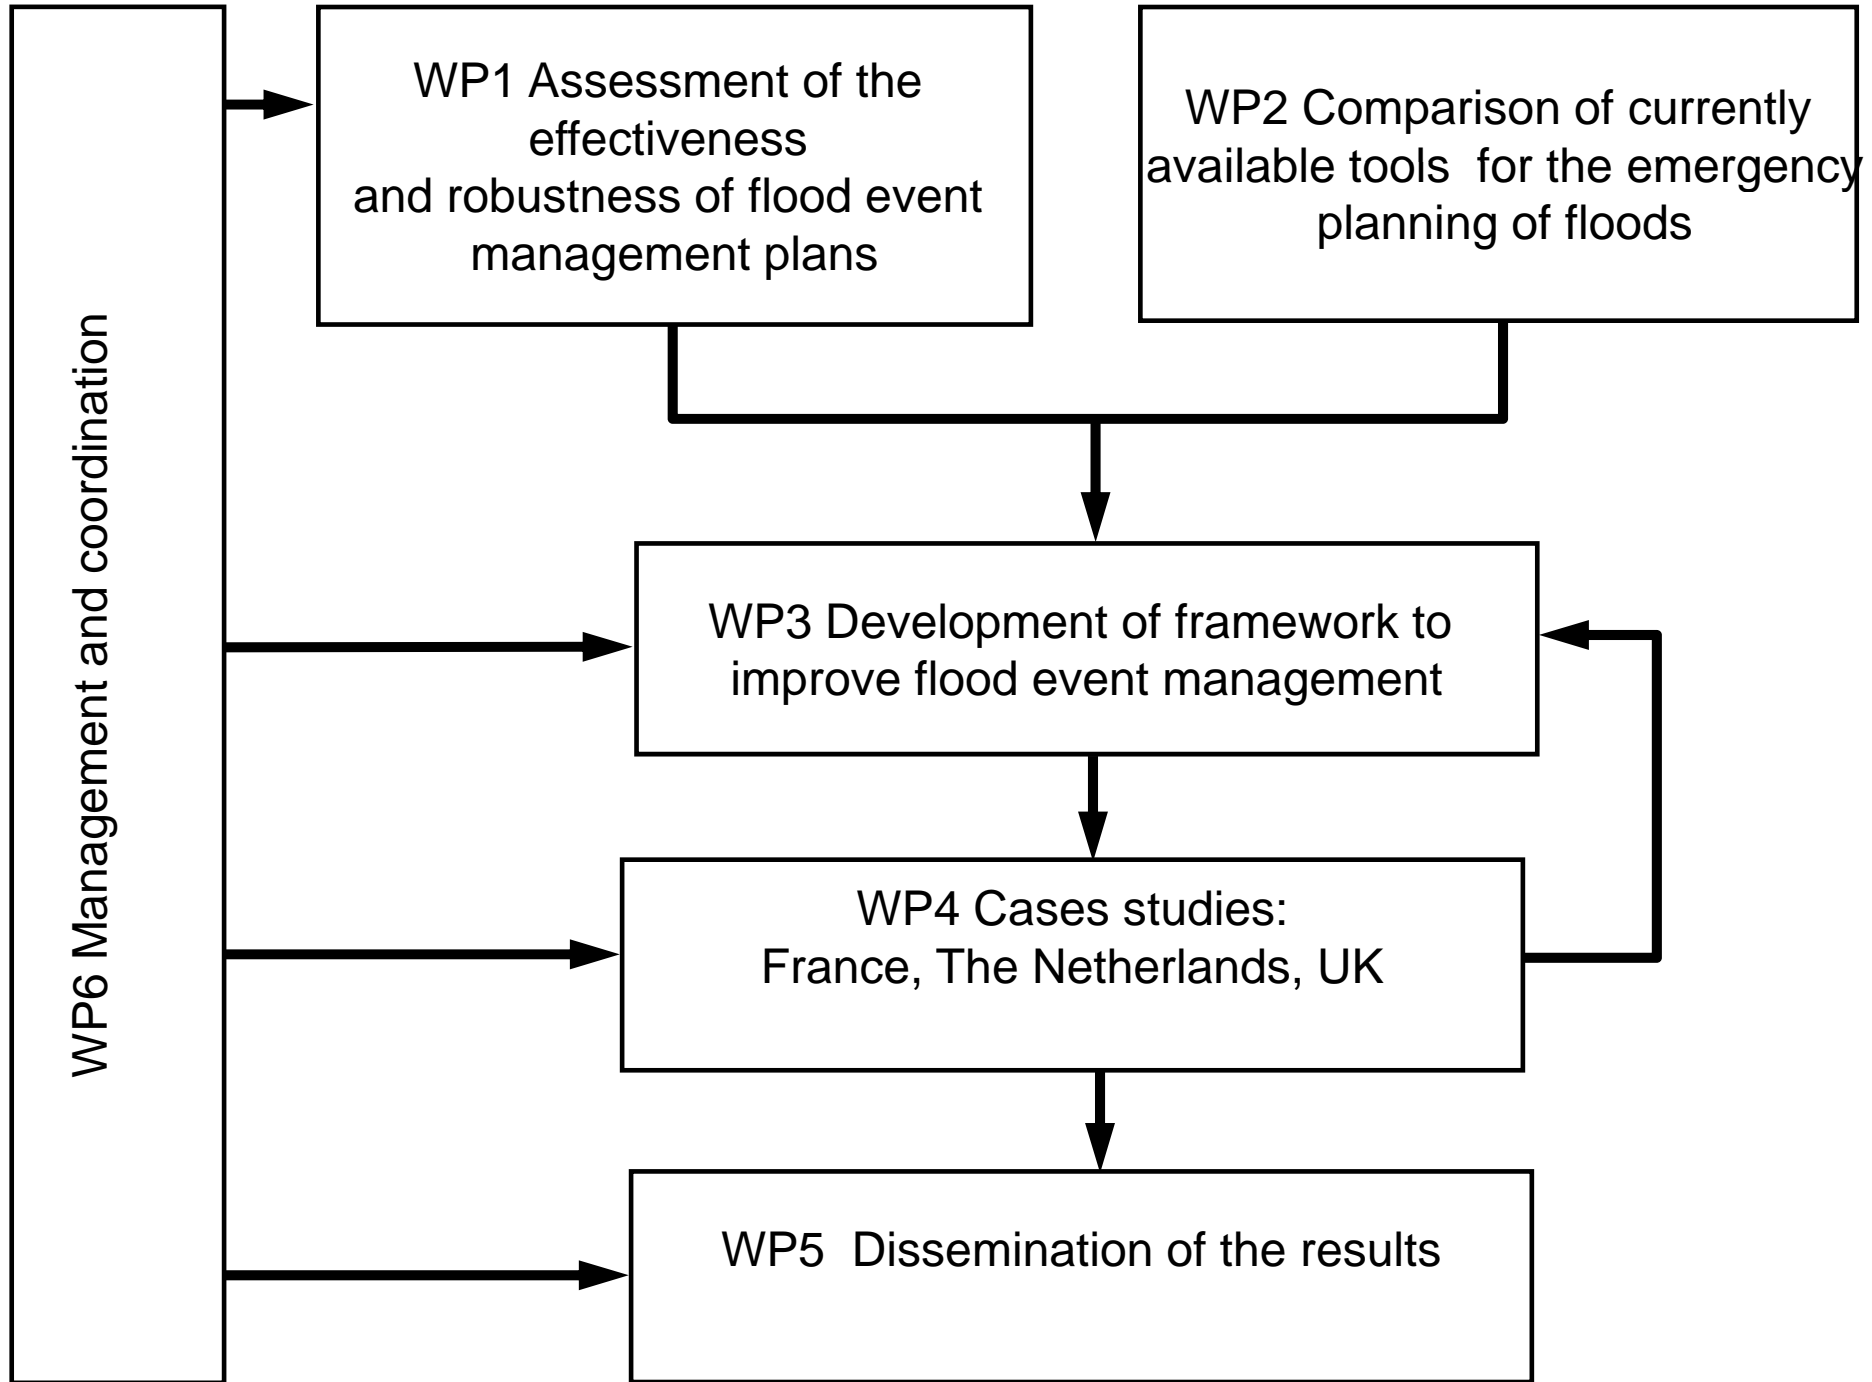 WP6 Management and coordination
WP1 Assessment of the
effectiveness
and robustness of flood event
management plans
WP2 Comparison of currently
available tools  for the emergency
planning of floods
WP3 Development of framework to
improve flood event management
WP4 Cases studies:
France, The Netherlands, UK
WP5  Dissemination of the results